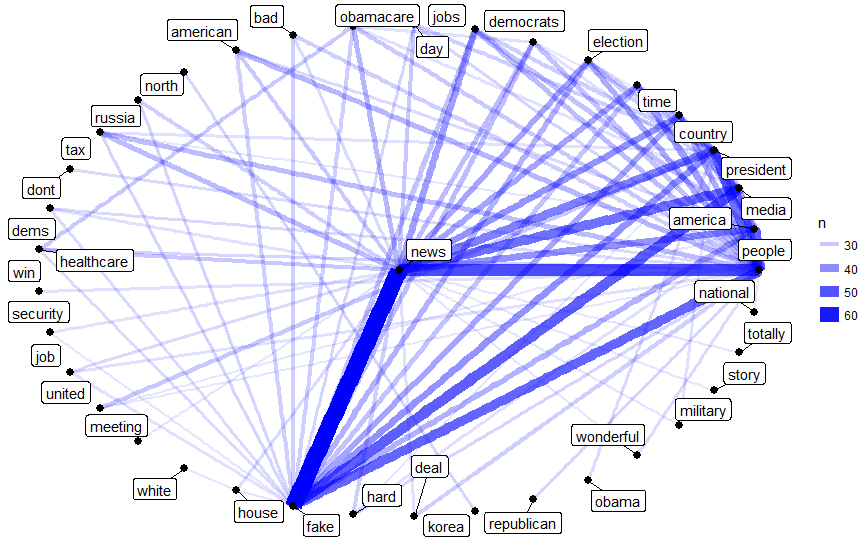 bad
obamacare
jobs
democrats
american
day
election
north
time
russia
country
tax
president
dont
media
america
dems
news
people
healthcare
win
national
security
totally
job
story
united
military
meeting
wonderful
deal
white
hard
obama
house
fake
korea
republican
n
30
40
50
60